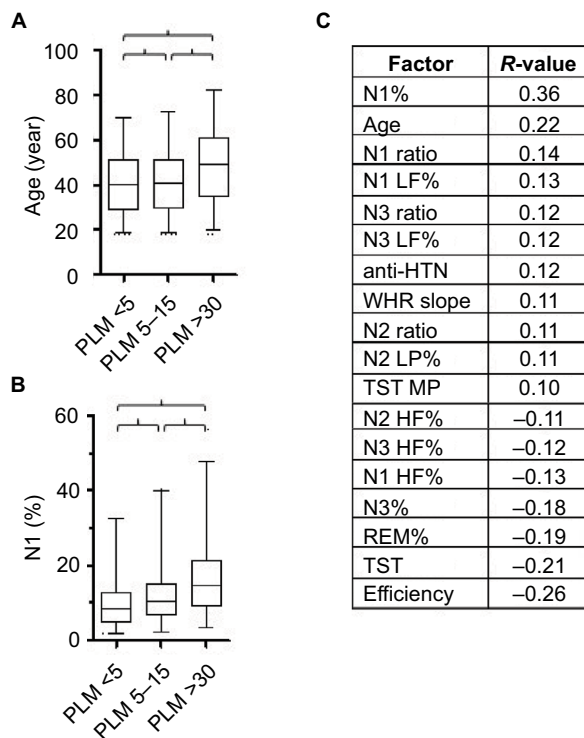 A
Age (year)
100
80
60
40
20
0
PLM <5
PLM 5–15
PLM >30
B
N1 (%)
60
40
20
0
PLM <5
PLM 5–15
PLM >30
C
Factor R-value
N1% 0.36
Age 0.22
N1 ratio 0.14
N1 LF% 0.13
N3 ratio 0.12
N3 LF% 0.12
anti-HTN 0.12
WHR slope 0.11
N2 ratio 0.11
N2 LP% 0.11
TST MP 0.10
N2 HF% –0.11
N3 HF% –0.12
N1 HF% –0.13
N3% –0.18
REM% –0.19
TST –0.21
Efficiency –0.26